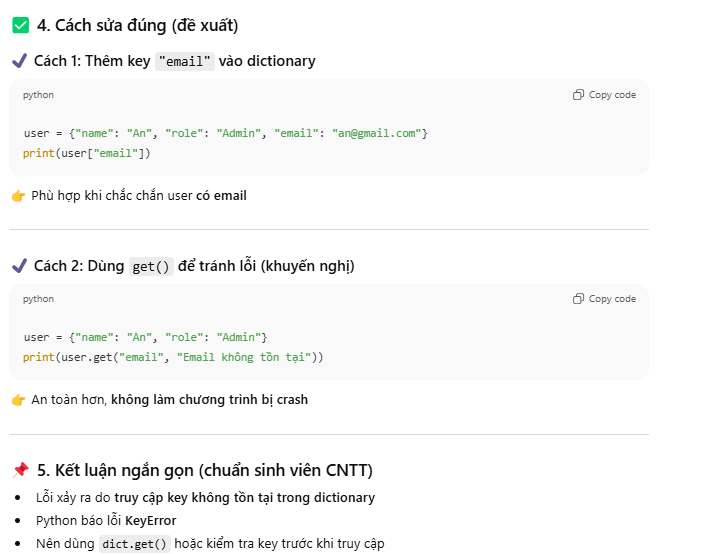 ✅ 4. Cách sửa đúng (đề xuất)
✔ Cách 1: Thêm key "email" vào dictionary
python
Copy code
user = {"name": "An", "role": "Admin", "email": "an@gmail.com"}
print(user["email"])
👉 Phù hợp khi chắc chắn user có email
✔ Cách 2: Dùng get() để tránh lỗi (khuyến nghị)
python
Copy code
user = {"name": "An", "role": "Admin"}
print(user.get("email", "Email không tồn tại"))
👉 An toàn hơn, không làm chương trình bị crash
📌 5. Kết luận ngắn gọn (chuẩn sinh viên CNTT)
• Lỗi xảy ra do truy cập key không tồn tại trong dictionary
• Python báo lỗi KeyError
• Nên dùng dict.get() hoặc kiểm tra key trước khi truy cập